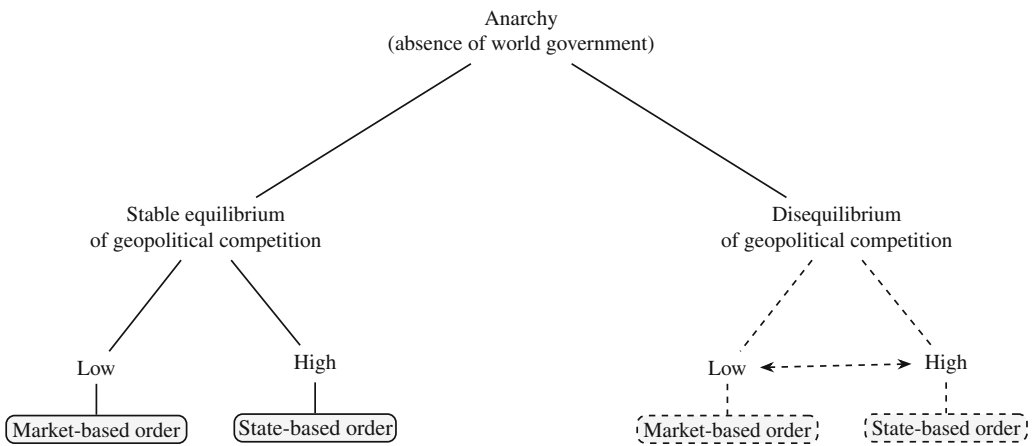 Anarchy
(absence of world government)
Stable equilibrium
of geopolitical competition
Disequilibrium
of geopolitical competition
Low
High
Low
High
Market-based order
State-based order
Market-based order
State-based order